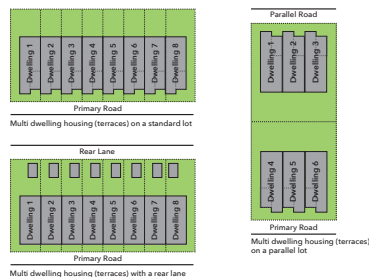 Dwelling 1
Dwelling 2
Dwelling 3
Dwelling 4
Dwelling 5
Dwelling 6
Dwelling 7
Dwelling 8
Primary Road
Multi dwelling housing (terraces) on a standard lot
Rear Lane
Dwelling 1
Dwelling 2
Dwelling 3
Dwelling 4
Dwelling 5
Dwelling 6
Dwelling 7
Dwelling 8
Primary Road
Multi dwelling housing (terraces) with a rear lane
Parallel Road
Dwelling 1
Dwelling 2
Dwelling 3
Dwelling 4
Dwelling 5
Dwelling 6
Primary Road
Multi dwelling housing (terraces)
on a parallel lot